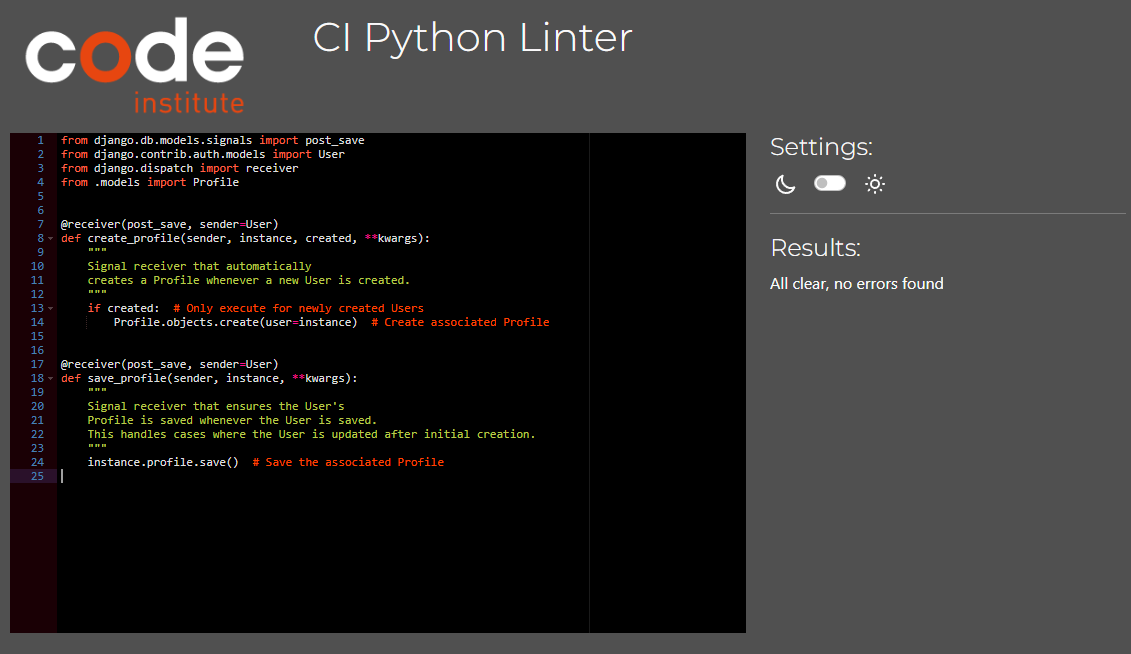 code
institute
CI Python Linter
1 from django.db.models.signals import post_save
2 from django.contrib.auth.models import User
3 from django.dispatch import receiver
4 from .models import Profile
5
6
7 @receiver(post_save, sender=User)
8 def create_profile(sender, instance, created, **kwargs):
9     """
10     Signal receiver that automatically
11     creates a Profile whenever a new User is created.
12     """
13     if created:  # Only execute for newly created Users
14         Profile.objects.create(user=instance)  # Create associated Profile
15
16
17 @receiver(post_save, sender=User)
18 def save_profile(sender, instance, **kwargs):
19     """
20     Signal receiver that ensures the User's
21     Profile is saved whenever the User is saved.
22     This handles cases where the User is updated after initial creation.
23     """
24     instance.profile.save()  # Save the associated Profile
25
Settings:
Results:
All clear, no errors found